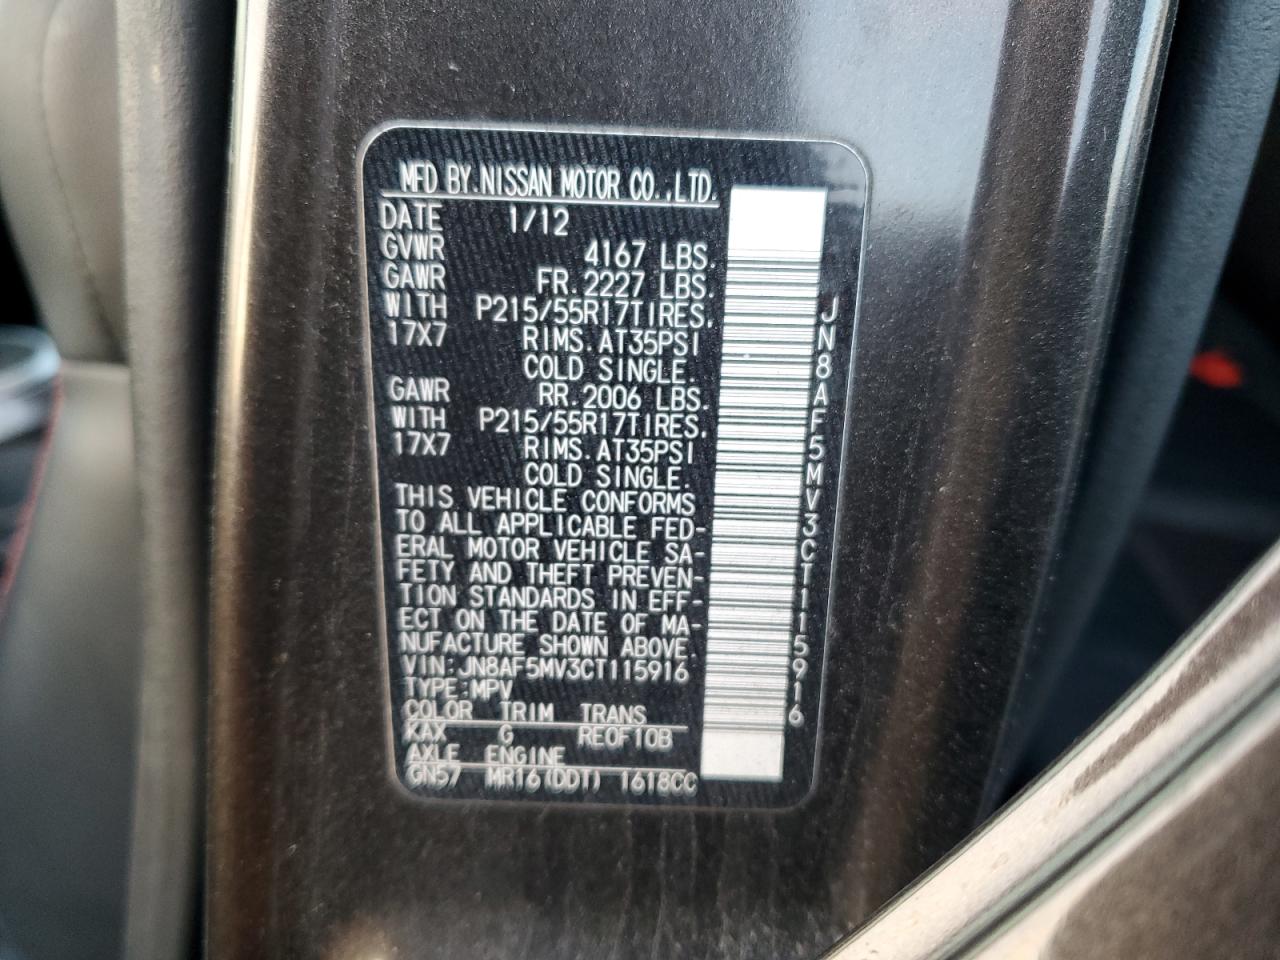 MFD BY.NISSAN MOTOR CO.,LTD.
DATE 1/12
GVWR 4167 LBS.
GAWR FR.2227 LBS.
WITH P215/55R17TIRES.
17X7 RIMS.AT35PSI
COLD SINGLE.
GAWR RR.2006 LBS.
WITH P215/55R17TIRES.
17X7 RIMS.AT35PSI
COLD SINGLE.
THIS VEHICLE CONFORMS
TO ALL APPLICABLE FED-
ERAL MOTOR VEHICLE SA-
FETY AND THEFT PREVEN-
TION STANDARDS IN EFF-
ECT ON THE DATE OF MA-
NUFACTURE SHOWN ABOVE.
VIN:JN8AF5MV3CT115916
TYPE:MPV
COLOR TRIM TRANS
KAX G RE0F10B
AXLE ENGINE
GN57 MR16(DDT) 1618CC
JN8AF5MV3CT115916